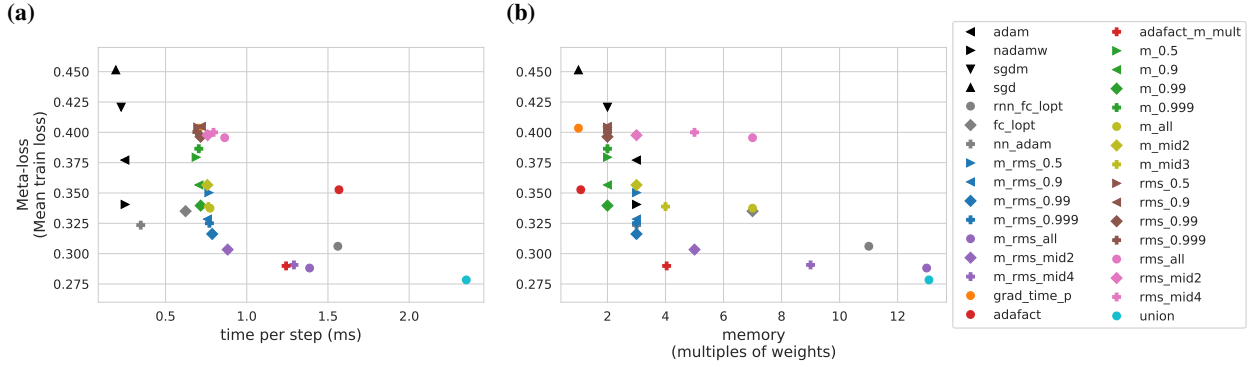 (a)
(b)
Meta-loss
(Mean train loss)
0.450
0.425
0.400
0.375
0.350
0.325
0.300
0.275
0.5
1.0
1.5
2.0
time per step (ms)
0.450
0.425
0.400
0.375
0.350
0.325
0.300
0.275
2
4
6
8
10
12
memory
(multiples of weights)
adam
nadamw
sgdm
sgd
rnn_fc_lopt
fc_lopt
nn_adam
m_rms_0.5
m_rms_0.9
m_rms_0.99
m_rms_0.999
m_rms_all
m_rms_mid2
m_rms_mid4
grad_time_p
adafact
adafact_m_mult
m_0.5
m_0.9
m_0.99
m_0.999
m_all
m_mid2
m_mid3
rms_0.5
rms_0.9
rms_0.99
rms_0.999
rms_all
rms_mid2
rms_mid4
union